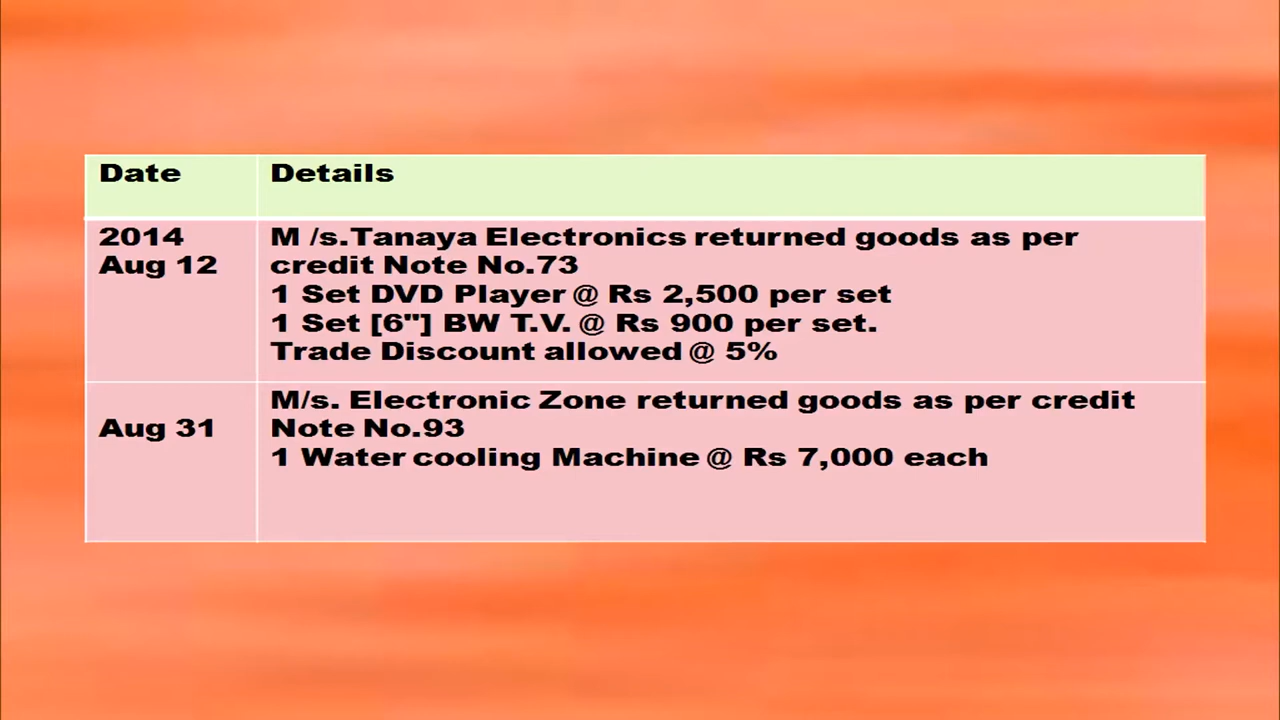 Date
Details
2014
Aug 12
M /s.Tanaya Electronics returned goods as per
credit Note No.73
1 Set DVD Player @ Rs 2,500 per set
1 Set [6"] BW T.V. @ Rs 900 per set.
Trade Discount allowed @ 5%
Aug 31
M/s. Electronic Zone returned goods as per credit
Note No.93
1 Water cooling Machine @ Rs 7,000 each